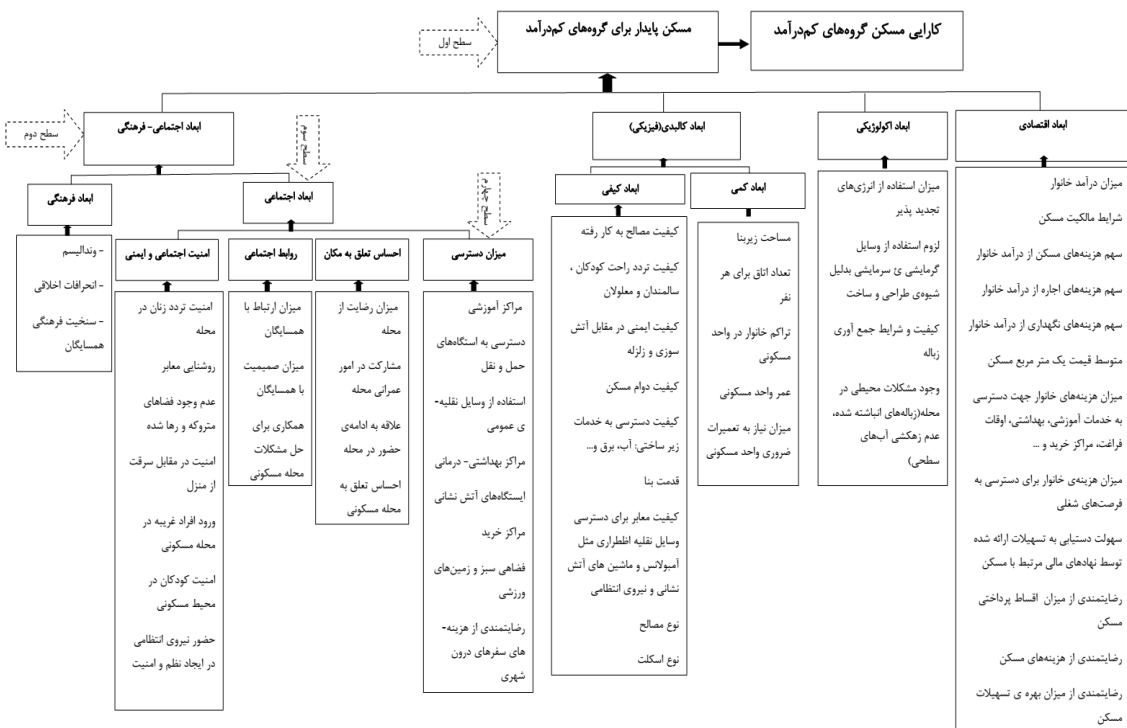 کارایی مسکن گروه‌های کم‌درآمد
مسکن پایدار برای گروه‌های کم‌درآمد
سطح اول
ابعاد اقتصادی
ابعاد اکولوژیکی
ابعاد کالبدی(فیزیکی)
ابعاد اجتماعی- فرهنگی
سطح دوم
سطح سوم
سطح چهارم
میزان درآمد خانوار
شرایط مالکیت مسکن
سهم هزینه‌های مسکن از درآمد خانوار
سهم هزینه‌های اجاره از درآمد خانوار
سهم هزینه‌های نگهداری از درآمد خانوار
متوسط قیمت یک متر مربع مسکن
میزان هزینه‌های خانوار جهت دسترسی
به خدمات آموزشی، بهداشتی، اوقات
فراغت، مراکز خرید و ...
میزان هزینه‌ی خانوار برای دسترسی به
فرصت‌های شغلی
سهولت دستیابی به تسهیلات ارائه شده
توسط نهادهای مالی مرتبط با مسکن
رضایتمندی از میزان اقساط پرداختی
مسکن
رضایتمندی از هزینه‌های مسکن
رضایتمندی از میزان بهره ی تسهیلات
مسکن
میزان استفاده از انرژی‌های
تجدید پذیر
لزوم استفاده از وسایل
گرمایشی ئ سرمایشی بدلیل
شیوه‌ی طراحی و ساخت
کیفیت و شرایط جمع آوری
زباله
وجود مشکلات محیطی در
محله(زباله‌های انباشته شده،
عدم زهکشی آب‌های
سطحی)
ابعاد کمی
مساحت زیربنا
تعداد اتاق برای هر
نفر
تراکم خانوار در واحد
مسکونی
عمر واحد مسکونی
میزان نیاز به تعمیرات
ضروری واحد مسکونی
ابعاد کیفی
کیفیت مصالح به کار رفته
کیفیت تردد راحت کودکان ،
سالمندان و معلولان
کیفیت ایمنی در مقابل آتش
سوزی و زلزله
کیفیت دوام مسکن
کیفیت دسترسی به خدمات
زیر ساختی: آب، برق و...
قدمت بنا
کیفیت معابر برای دسترسی
وسایل نقلیه اظطراری مثل
آمبولانس و ماشین های آتش
نشانی و نیروی انتظامی
نوع مصالح
نوع اسکلت
ابعاد اجتماعی
ابعاد فرهنگی
میزان دسترسی
مراکز آموزشی
دسترسی به استگاه‌های
حمل و نقل
استفاده از وسایل نقلیه-
ی عمومی
مراکز بهداشتی- درمانی
ایستگاه‌های آتش نشانی
مراکز خرید
فضاهی سبز و زمین‌های
ورزشی
رضایتمندی از هزینه-
های سفرهای درون
شهری
احساس تعلق به مکان
میزان رضایت از
محله
مشارکت در امور
عمرانی محله
علاقه به ادامه‌ی
حضور در محله
احساس تعلق به
محله مسکونی
روابط اجتماعی
میزان ارتباط با
همسایگان
میزان صمیمیت
با همسایگان
همکاری برای
حل مشکلات
محله مسکونی
امنیت اجتماعی و ایمنی
امنیت تردد زنان در
محله
روشنایی معابر
عدم وجود فضاهای
متروکه و رها شده
امنیت در مقابل سرقت
از منزل
ورود افراد غریبه در
محله مسکونی
امنیت کودکان در
محیط مسکونی
حضور نیروی انتظامی
در ایجاد نظم و امنیت
- وندالیسم
- انحرافات اخلاقی
- سنخیت فرهنگی
همسایگان